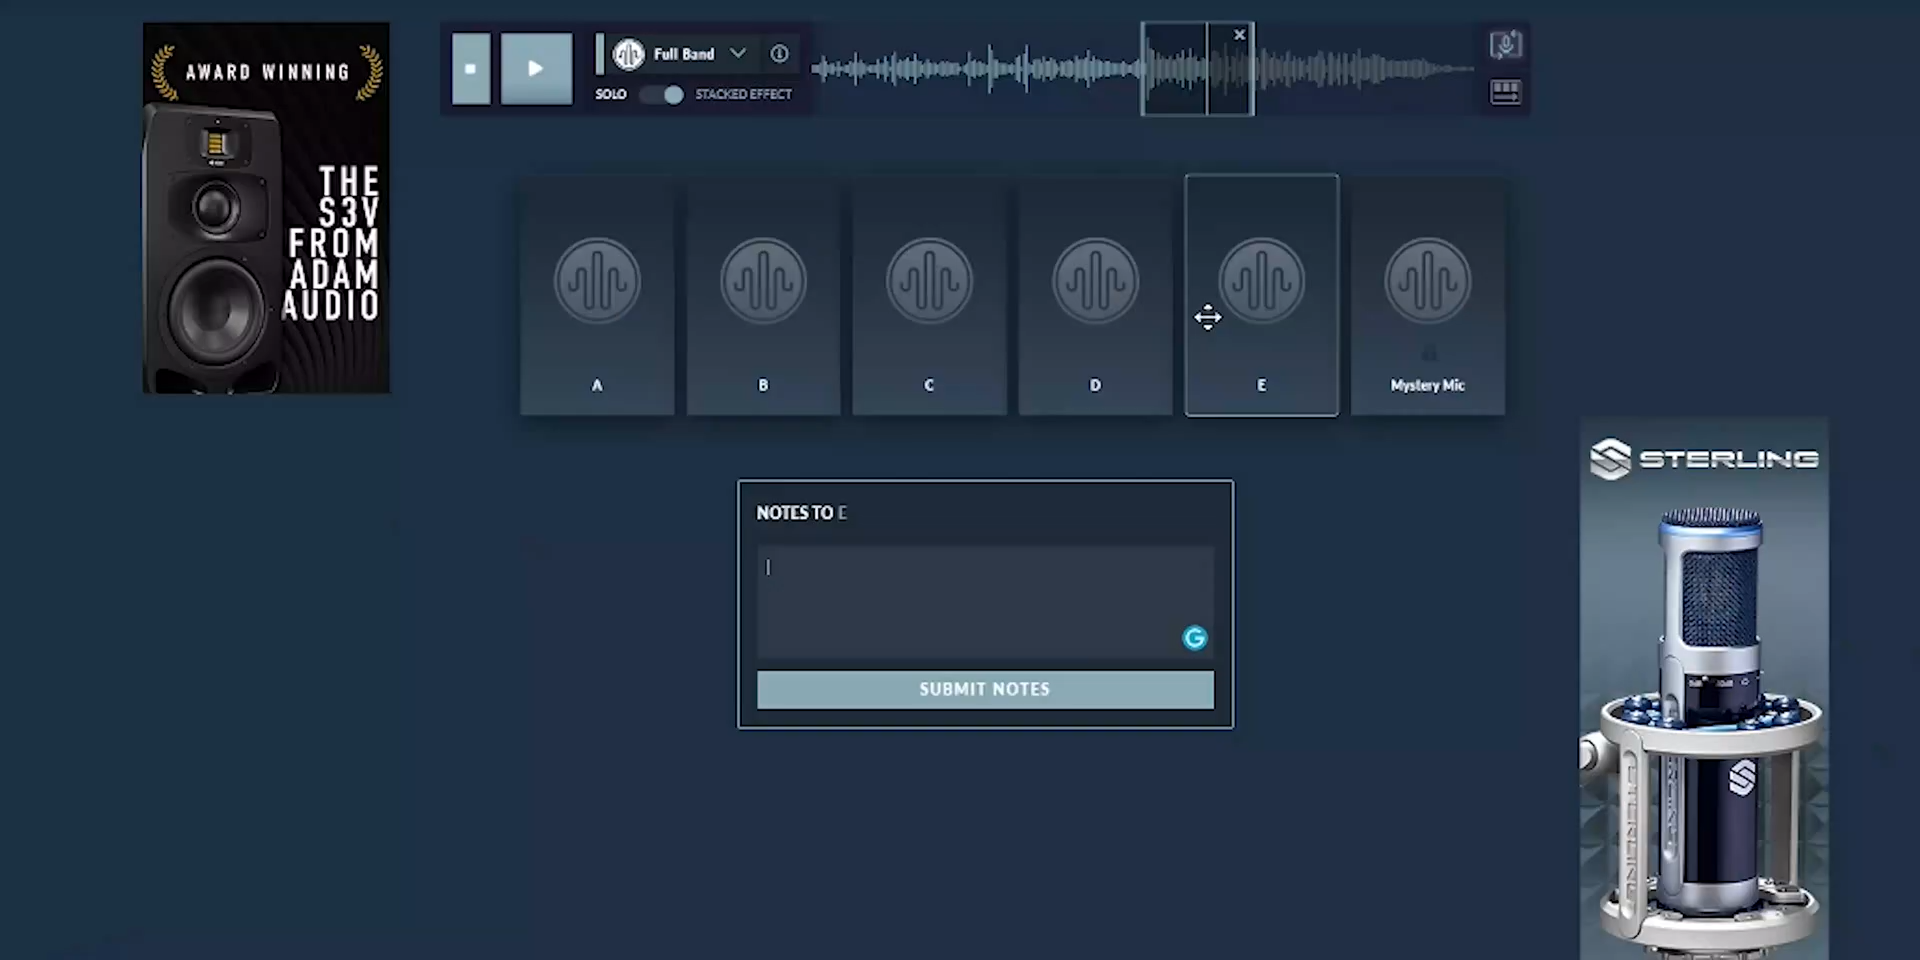 AWARD WINNING
THE
S3V
FROM
ADAM
AUDIO
Full Band
SOLO
STACKED EFFECT
A
B
C
D
E
Mystery Mic
NOTES TO E
SUBMIT NOTES
STERLING
STERLING